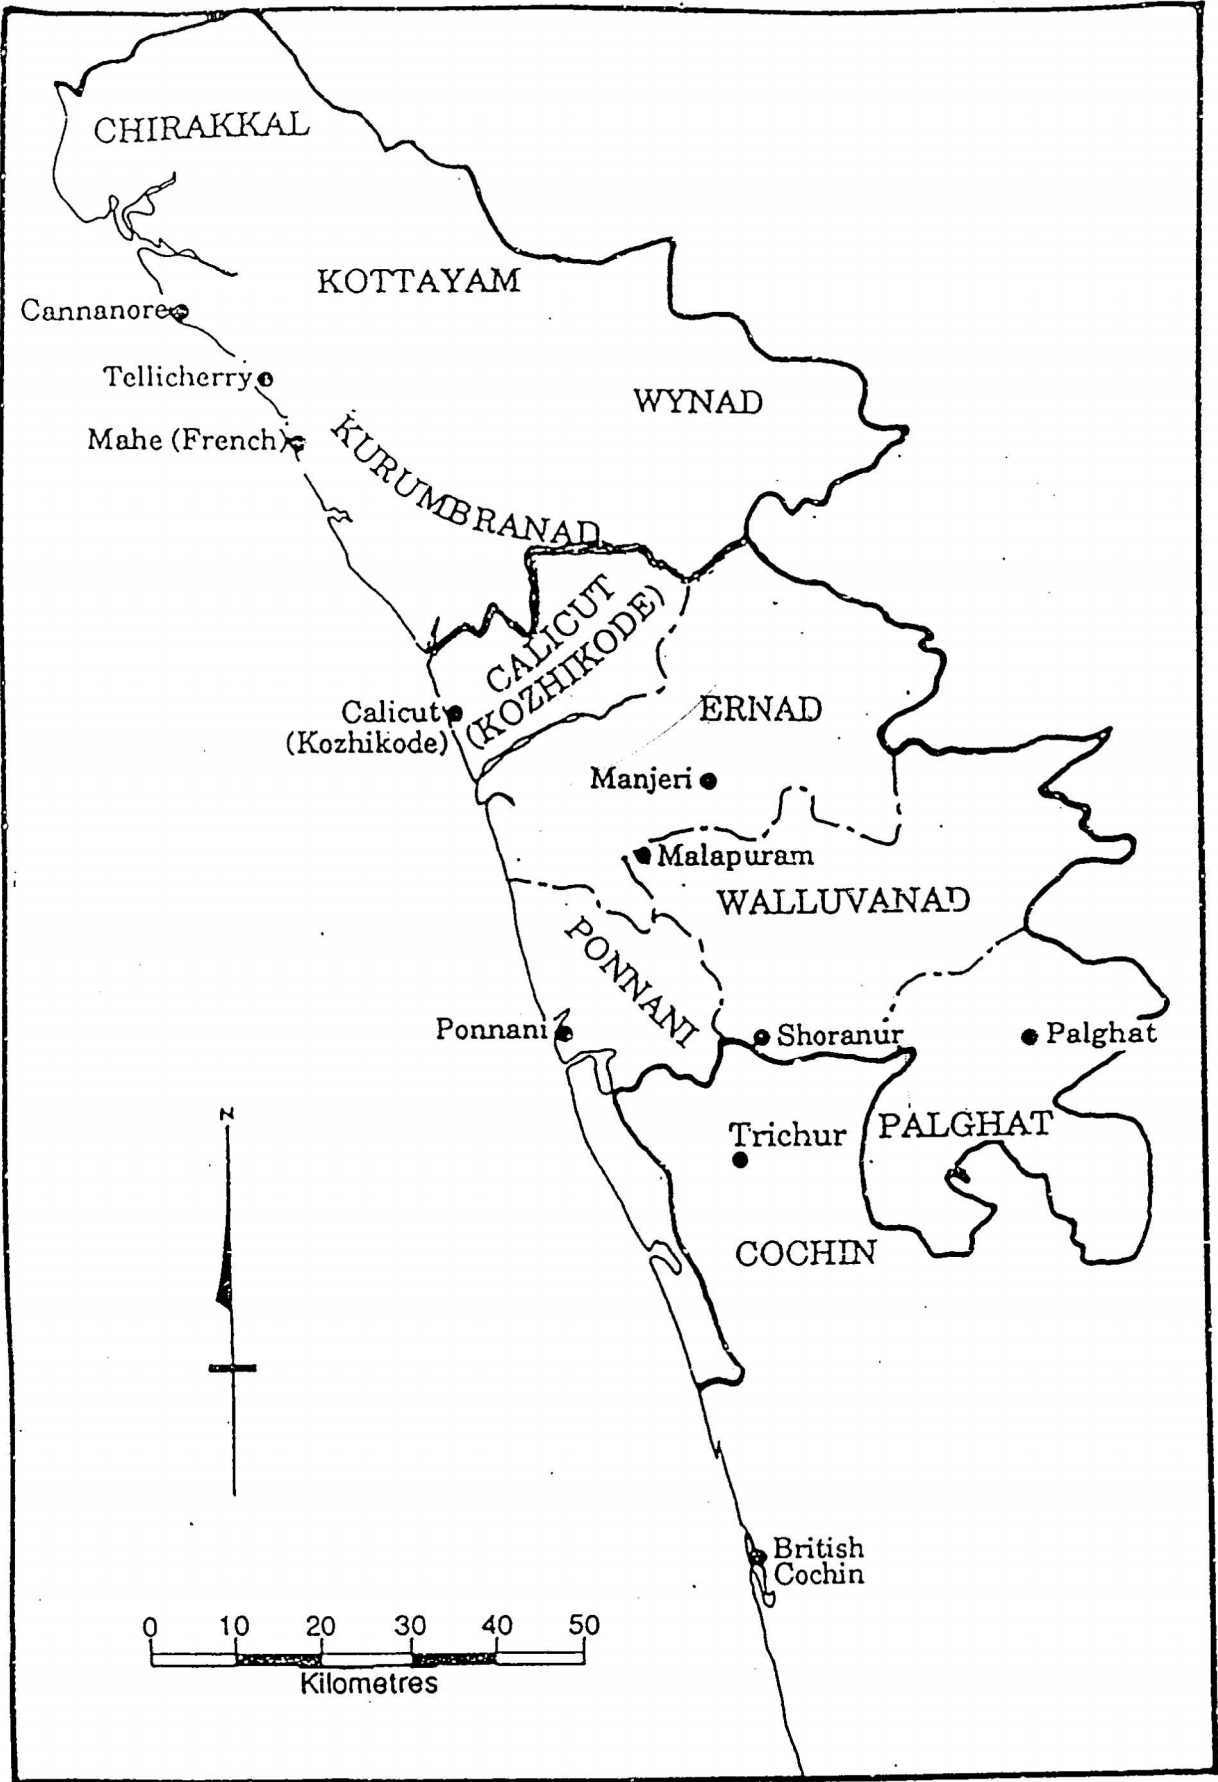 CHIRAKKAL
KOTTAYAM
Cannanore
Tellicherry
WYNAD
Mahe (French)
KURUMBRANAD
CALICUT
(KOZHIKODE)
Calicut
(Kozhikode)
ERNAD
Manjeri
Malapuram
WALLUVANAD
PONNANI
Ponnani
Shoranur
Palghat
N
Trichur
PALGHAT
COCHIN
British
Cochin
0 10 20 30 40 50
Kilometres